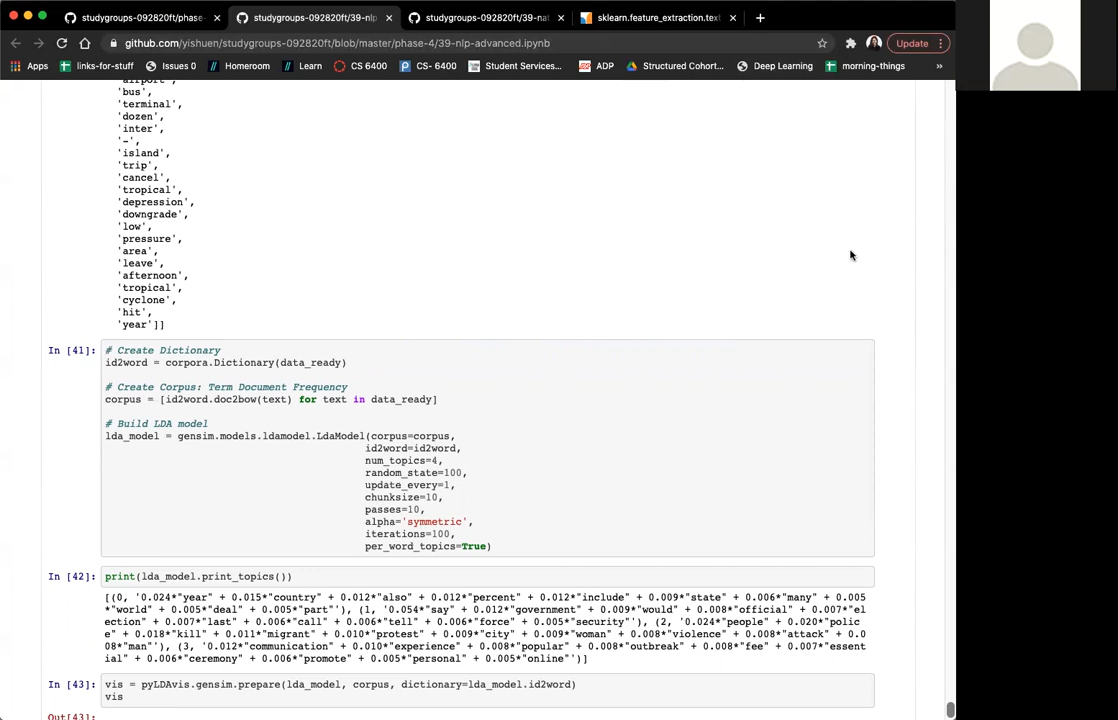 studygroups-092820ft/phase-
studygroups-092820ft/39-nlp
studygroups-092820ft/39-nat
sklearn.feature_extraction.text
github.com/yishuen/studygroups-092820ft/blob/master/phase-4/39-nlp-advanced.ipynb
Update
Apps
links-for-stuff
Issues 0
Homeroom
Learn
CS 6400
CS- 6400
Student Services...
ADP
Structured Cohort...
Deep Learning
morning-things
»
'airport',
'bus',
'terminal',
'dozen',
'inter',
'-',
'island',
'trip',
'cancel',
'tropical',
'depression',
'downgrade',
'low',
'pressure',
'area',
'leave',
'afternoon',
'tropical',
'cyclone',
'hit',
'year']]
In [41]:
# Create Dictionary
id2word = corpora.Dictionary(data_ready)
# Create Corpus: Term Document Frequency
corpus = [id2word.doc2bow(text) for text in data_ready]
# Build LDA model
lda_model = gensim.models.ldamodel.LdaModel(corpus=corpus,
id2word=id2word,
num_topics=4,
random_state=100,
update_every=1,
chunksize=10,
passes=10,
alpha='symmetric',
iterations=100,
per_word_topics=True)
In [42]:
print(lda_model.print_topics())
[(0, '0.024*"year" + 0.015*"country" + 0.012*"also" + 0.012*"percent" + 0.012*"include" + 0.009*"state" + 0.006*"many" + 0.005
*"world" + 0.005*"deal" + 0.005*"part"'), (1, '0.054*"say" + 0.012*"government" + 0.009*"would" + 0.008*"official" + 0.007*"el
ection" + 0.007*"last" + 0.006*"call" + 0.006*"tell" + 0.006*"force" + 0.005*"security"'), (2, '0.024*"people" + 0.020*"polic
e" + 0.018*"kill" + 0.011*"migrant" + 0.010*"protest" + 0.009*"city" + 0.009*"woman" + 0.008*"violence" + 0.008*"attack" + 0.0
08*"man"'), (3, '0.012*"communication" + 0.010*"experience" + 0.008*"popular" + 0.008*"outbreak" + 0.008*"fee" + 0.007*"essent
ial" + 0.006*"ceremony" + 0.006*"promote" + 0.005*"personal" + 0.005*"online"')]
In [43]:
vis = pyLDAvis.gensim.prepare(lda_model, corpus, dictionary=lda_model.id2word)
vis
Out[43]: